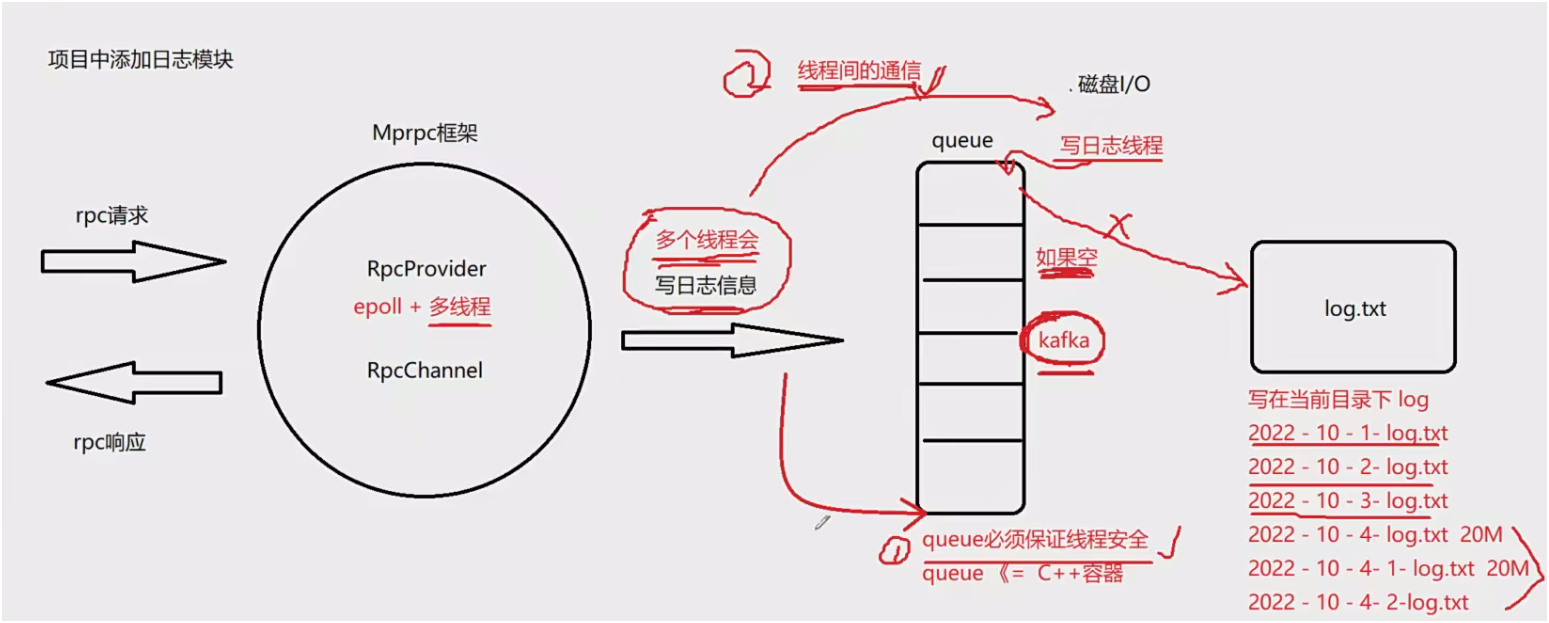 项目中添加日志模块
Mprpc框架
rpc请求
RpcProvider
epoll + 多线程
RpcChannel
rpc响应
多个线程会
写日志信息
② 线程间的通信
. 磁盘I/O
queue
写日志线程
如果空
kafka
① queue必须保证线程安全
queue 《= C++容器
log.txt
写在当前目录下 log
2022 - 10 - 1- log.txt
2022 - 10 - 2- log.txt
2022 - 10 - 3- log.txt
2022 - 10 - 4- log.txt 20M
2022 - 10 - 4- 1- log.txt 20M
2022 - 10 - 4- 2-log.txt